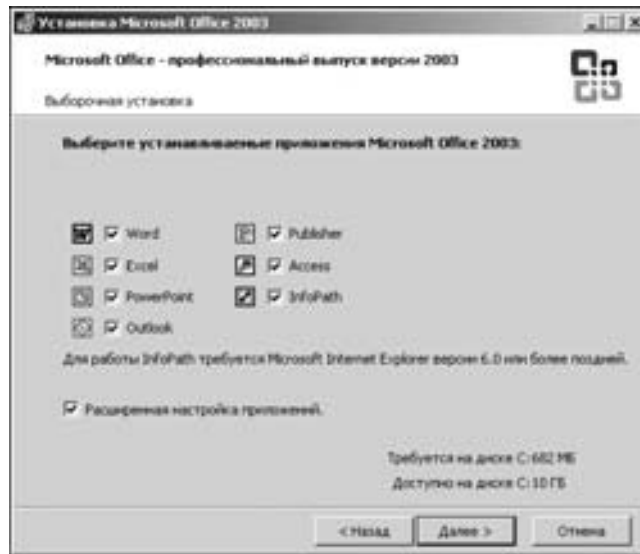 Установка Microsoft Office 2003
Microsoft Office - профессиональный выпуск версии 2003
Выборочная установка
Выберите устанавливаемые приложения Microsoft Office 2003:
Word
Publisher
Excel
Access
PowerPoint
InfoPath
Outlook
Для работы InfoPath требуется Microsoft Internet Explorer версии 6.0 или более поздней.
Расширенная настройка приложений.
Требуется на диске C: 682 МБ
Доступно на диске C: 10 ГБ
< Назад
Далее >
Отмена